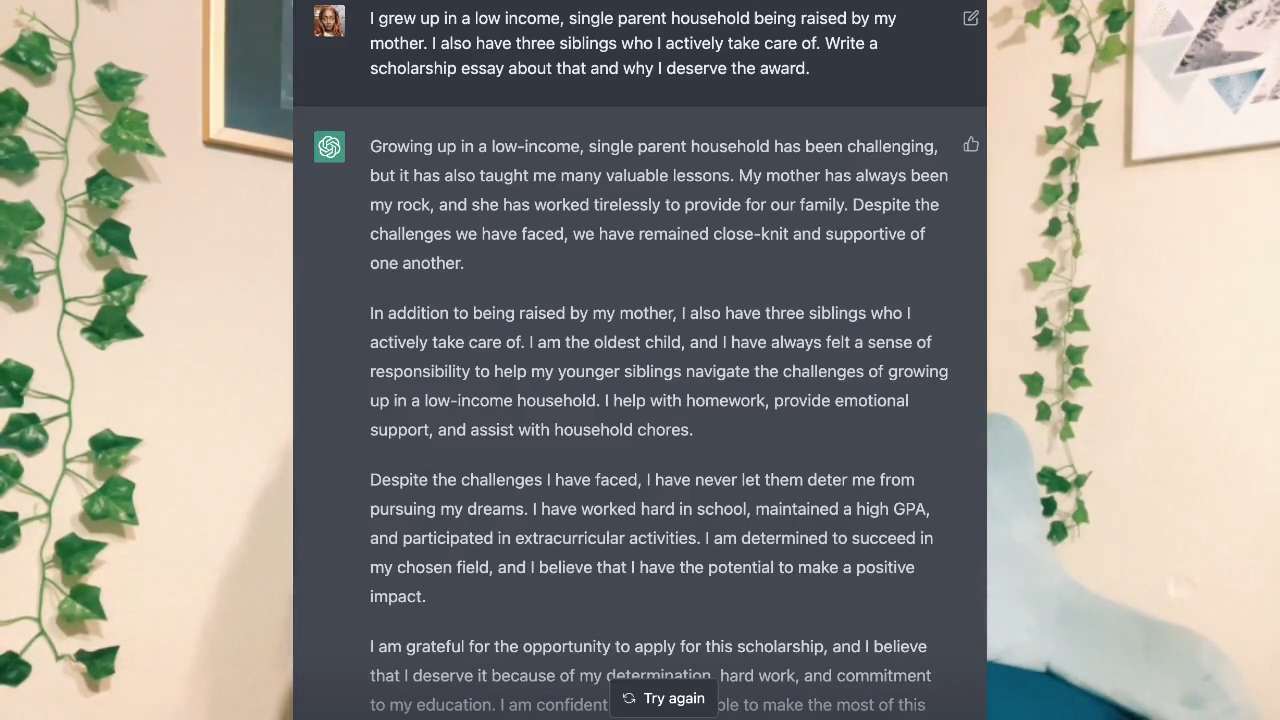 I grew up in a low income, single parent household being raised by my
mother. I also have three siblings who I actively take care of. Write a
scholarship essay about that and why I deserve the award.
Growing up in a low-income, single parent household has been challenging,
but it has also taught me many valuable lessons. My mother has always been
my rock, and she has worked tirelessly to provide for our family. Despite the
challenges we have faced, we have remained close-knit and supportive of
one another.
In addition to being raised by my mother, I also have three siblings who I
actively take care of. I am the oldest child, and I have always felt a sense of
responsibility to help my younger siblings navigate the challenges of growing
up in a low-income household. I help with homework, provide emotional
support, and assist with household chores.
Despite the challenges I have faced, I have never let them deter me from
pursuing my dreams. I have worked hard in school, maintained a high GPA,
and participated in extracurricular activities. I am determined to succeed in
my chosen field, and I believe that I have the potential to make a positive
impact.
I am grateful for the opportunity to apply for this scholarship, and I believe
that I deserve it because of my determination, hard work, and commitment
to my education. I am confident to make the most of this
Try again